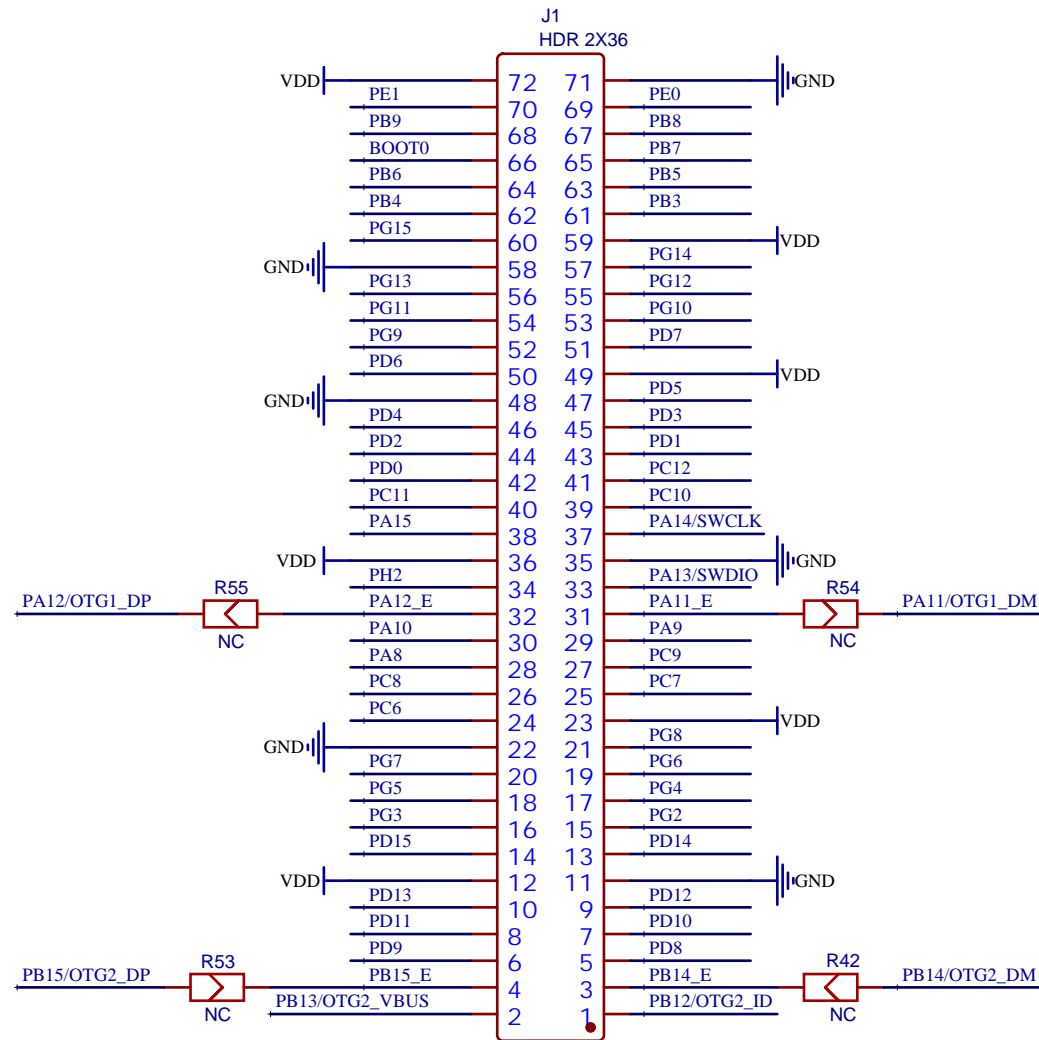 J1
HDR 2X36
VDD 72 71 GND
PE1 70 69 PE0
PB9 68 67 PB8
BOOT0 66 65 PB7
PB6 64 63 PB5
PB4 62 61 PB3
PG15 60 59 VDD
GND 58 57 PG14
PG13 56 55 PG12
PG11 54 53 PG10
PG9 52 51 PD7
PD6 50 49 VDD
GND 48 47 PD5
PD4 46 45 PD3
PD2 44 43 PD1
PD0 42 41 PC12
PC11 40 39 PC10
PA15 38 37 PA14/SWCLK
VDD 36 35 GND
PH2 34 33 PA13/SWDIO
PA12/OTG1_DP R55 NC PA12_E 32 31 PA11_E R54 NC PA11/OTG1_DM
PA10 30 29 PA9
PA8 28 27 PC9
PC8 26 25 PC7
PC6 24 23 VDD
GND 22 21 PG8
PG7 20 19 PG6
PG5 18 17 PG4
PG3 16 15 PG2
PD15 14 13 PD14
VDD 12 11 GND
PD13 10 9 PD12
PD11 8 7 PD10
PD9 6 5 PD8
PB15/OTG2_DP R53 NC PB15_E 4 3 PB14_E R42 NC PB14/OTG2_DM
PB13/OTG2_VBUS 2 1 PB12/OTG2_ID